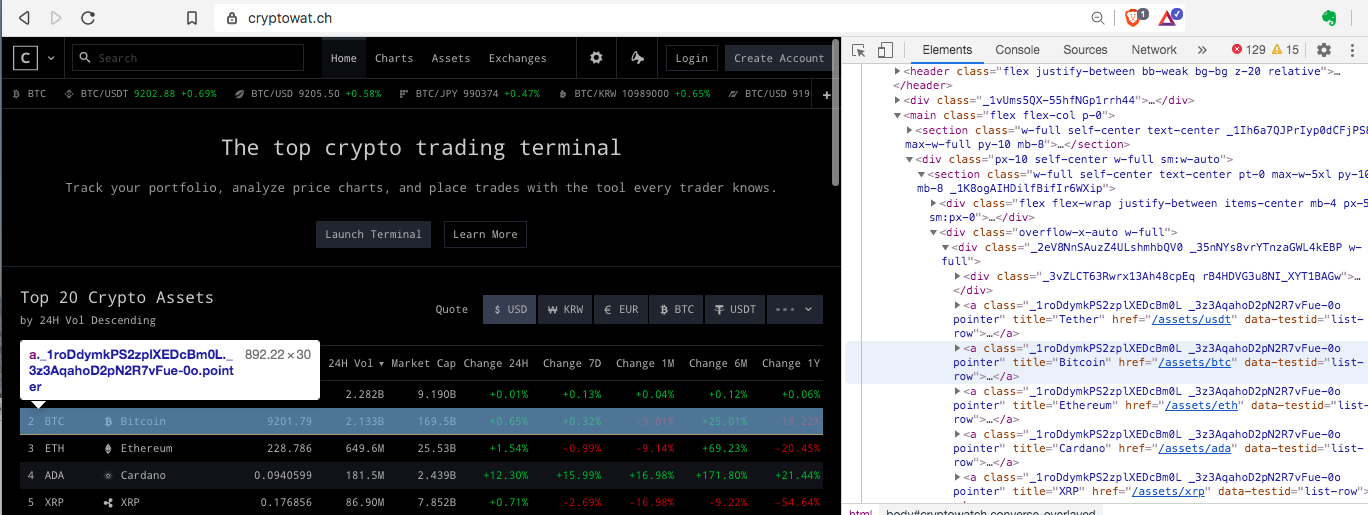 cryptowat.ch
1
C
Search
Home
Charts
Assets
Exchanges
Login
Create Account
BTC
BTC/USDT 9202.88 +0.69%
BTC/USD 9205.50 +0.58%
BTC/JPY 990374 +0.47%
BTC/KRW 10989000 +0.65%
BTC/USD 919
+
The top crypto trading terminal
Track your portfolio, analyze price charts, and place trades with the tool every trader knows.
Launch Terminal
Learn More
Top 20 Crypto Assets
by 24H Vol Descending
Quote
$ USD
₩ KRW
€ EUR
BTC
USDT
a._1roDdymkPS2zplXEDcBm0L._
3z3AqahoD2pN2R7vFue-0o.point
er
892.22 × 30
24H Vol ▾ Market Cap Change 24H Change 7D Change 1M Change 6M Change 1Y
2.282B 9.190B +0.01% +0.13% +0.04% +0.12% +0.06%
2 BTC Bitcoin 9201.79 2.133B 169.5B +0.65% +0.32% -9.01% +25.01% -18.22%
3 ETH Ethereum 228.786 649.6M 25.53B +1.54% -0.99% -9.14% +69.23% -20.45%
4 ADA Cardano 0.0940599 181.5M 2.439B +12.30% +15.99% +16.98% +171.80% +21.44%
5 XRP XRP 0.176856 86.90M 7.852B +0.71% -2.69% -16.98% -9.22% -54.64%
Elements
Console
Sources
Network
»
129
15
<header class="flex justify-between bb-weak bg-bg z-20 relative">…
</header>
<div class="_1vUms5QX-55hfNGp1rrh44">…</div>
<main class="flex flex-col p-0">
<section class="w-full self-center text-center _1Ih6a7QJPrIyp0dCFjPS8
max-w-full py-10 mb-8">…</section>
<div class="px-10 self-center w-full sm:w-auto">
<section class="w-full self-center text-center pt-0 max-w-5xl py-10
mb-8 _1K8ogAIHDilfBifIr6WXip">
<div class="flex flex-wrap justify-between items-center mb-4 px-5
sm:px-0">…</div>
<div class="overflow-x-auto w-full">
<div class="_2eV8NnSAuzZ4ULshmhbQV0 _35nNYs8vrYTnzaGWL4kEBP w-
full">
<div class="_3vZLCT63Rwrx13Ah48cpEq rB4HDVG3u8NI_XYT1BAGw">…
</div>
<a class="_1roDdymkPS2zplXEDcBm0L _3z3AqahoD2pN2R7vFue-0o
pointer" title="Tether" href="/assets/usdt" data-testid="list-
row">…</a>
<a class="_1roDdymkPS2zplXEDcBm0L _3z3AqahoD2pN2R7vFue-0o
pointer" title="Bitcoin" href="/assets/btc" data-testid="list-
row">…</a>
<a class="_1roDdymkPS2zplXEDcBm0L _3z3AqahoD2pN2R7vFue-0o
pointer" title="Ethereum" href="/assets/eth" data-testid="list-
row">…</a>
<a class="_1roDdymkPS2zplXEDcBm0L _3z3AqahoD2pN2R7vFue-0o
pointer" title="Cardano" href="/assets/ada" data-testid="list-
row">…</a>
<a class="_1roDdymkPS2zplXEDcBm0L _3z3AqahoD2pN2R7vFue-0o
pointer" title="XRP" href="/assets/xrp" data-testid="list-row">
html body#cryptowatch.converse-overlayed